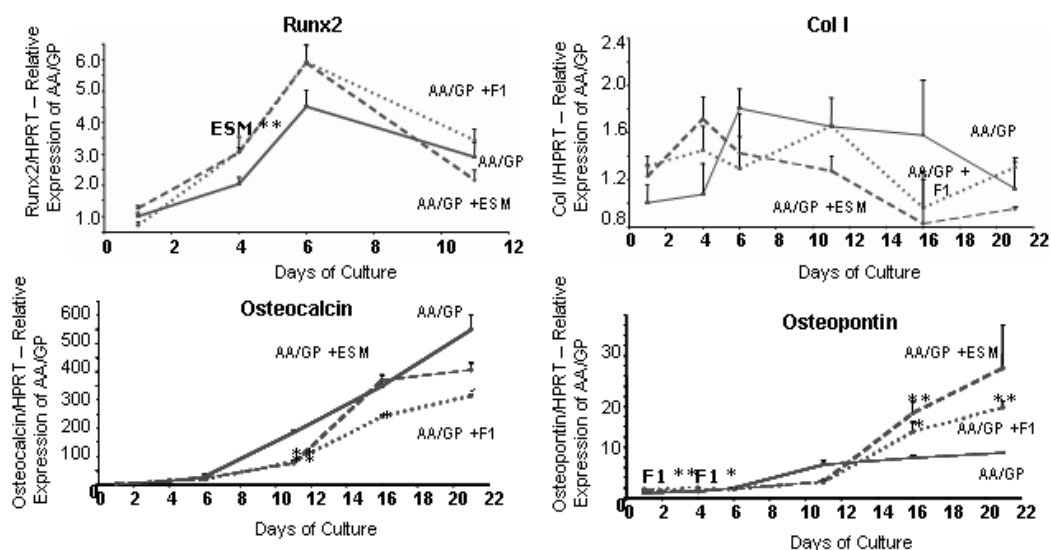 Runx2
Runx2/HPRT – Relative
Expression of AA/GP
6.0
4.0
3.0
2.0
1.0
ESM **
AA/GP +F1
AA/GP
AA/GP +ESM
0 2 4 6 8 10 12
Days of Culture
Col I
Col I/HPRT – Relative
Expression of AA/GP
2.4
2.0
1.6
1.2
0.8
AA/GP
AA/GP +
F1
AA/GP +ESM
0 2 4 6 8 10 12 14 16 18 20 22
Days of Culture
Osteocalcin
Osteocalcin/HPRT – Relative
Expression of AA/GP
600
500
400
300
200
100
0
AA/GP
AA/GP +ESM
**
**
*
AA/GP +F1
0 2 4 6 8 10 12 14 16 18 20 22
Days of Culture
Osteopontin
Osteopontin/HPRT – Relative
Expression of AA/GP
30
20
10
0
AA/GP +ESM
**
**
*
AA/GP +F1
F1 **F1 *
AA/GP
0 2 4 6 8 10 12 14 16 18 20 22
Days of Culture